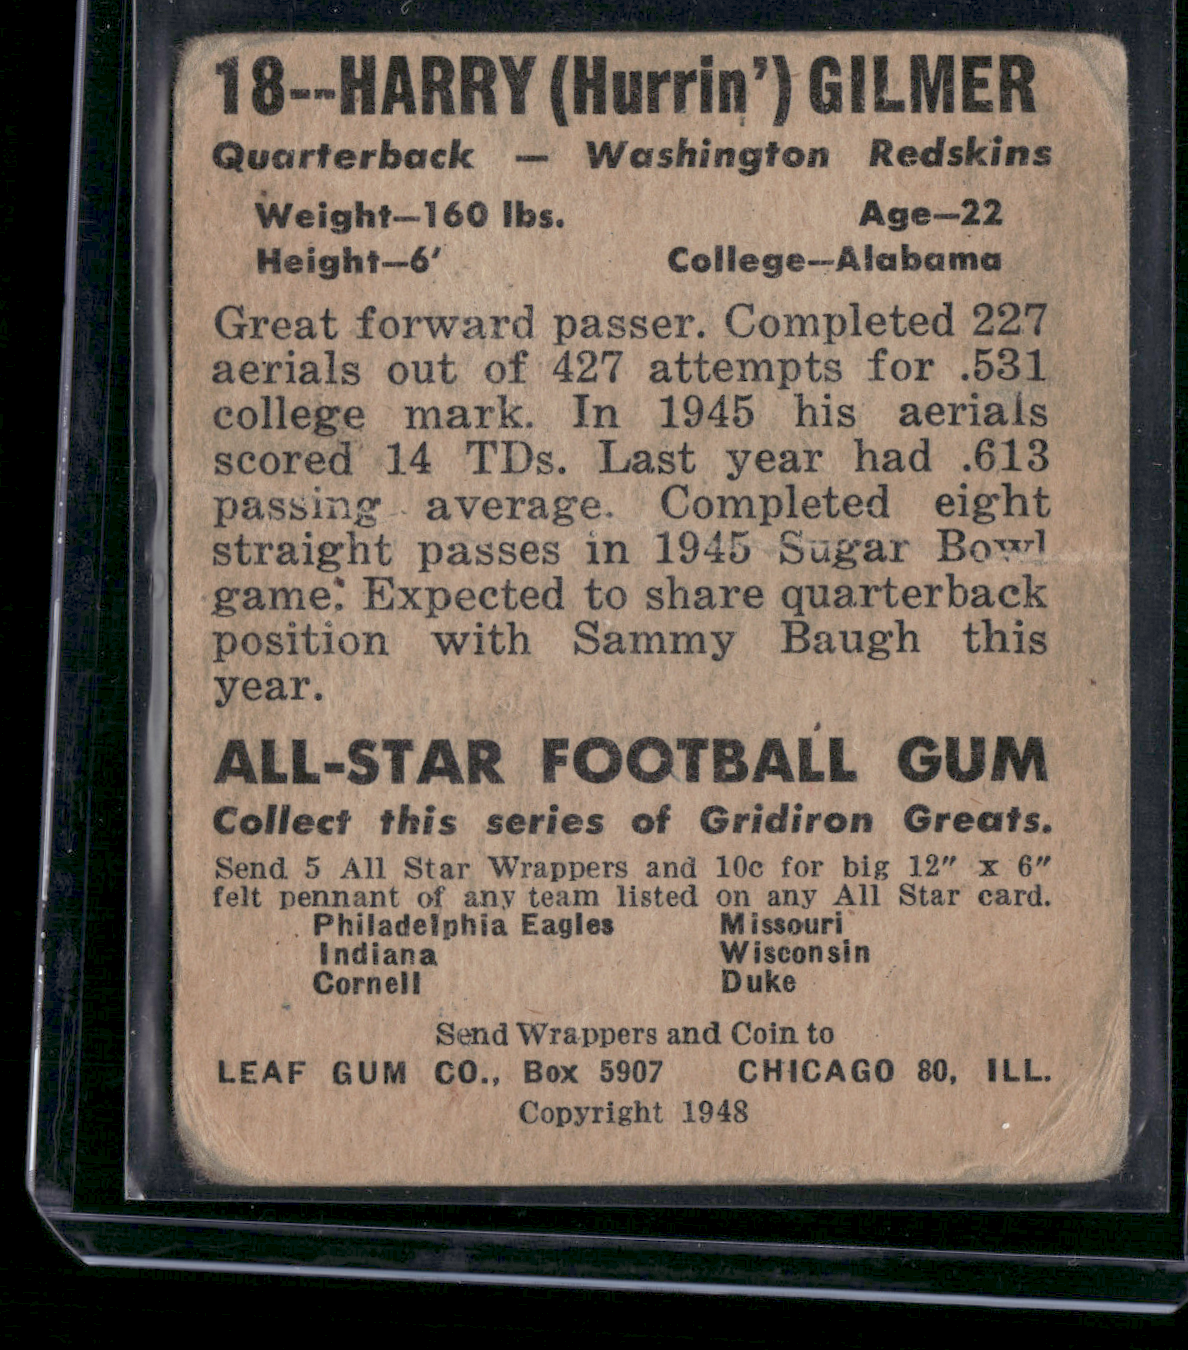 18--HARRY (Hurrin') GILMER
Quarterback — Washington Redskins
Weight—160 lbs. Age—22
Height—6' College—Alabama
Great forward passer. Completed 227
aerials out of 427 attempts for .531
college mark. In 1945 his aerials
scored 14 TDs. Last year had .613
passing average. Completed eight
straight passes in 1945 Sugar Bowl
game. Expected to share quarterback
position with Sammy Baugh this
year.
ALL-STAR FOOTBALL GUM
Collect this series of Gridiron Greats.
Send 5 All Star Wrappers and 10c for big 12" x 6"
felt pennant of any team listed on any All Star card.
Philadelphia Eagles Missouri
Indiana Wisconsin
Cornell Duke
Send Wrappers and Coin to
LEAF GUM CO., Box 5907 CHICAGO 80, ILL.
Copyright 1948